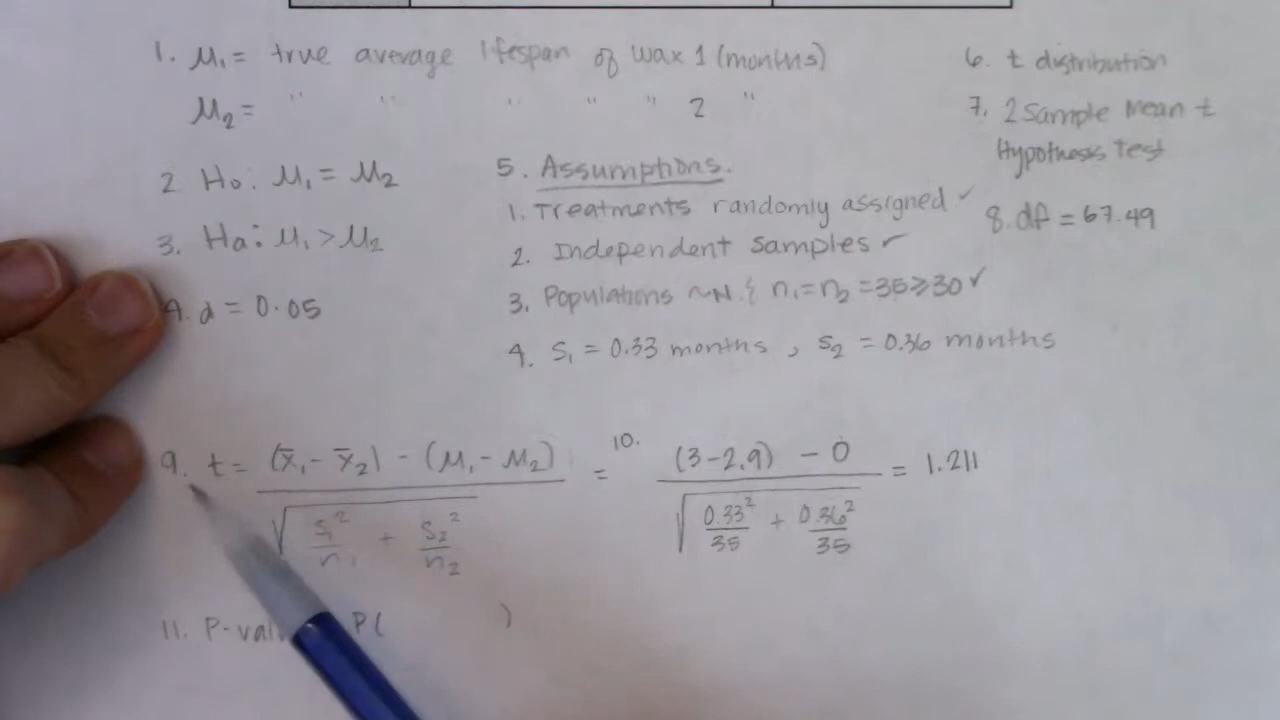 1. μ₁ = true average lifespan of wax 1 (months)
μ₂ = " " " " " 2 "
2 Ho: μ₁ = μ₂
3. Ha: μ₁ > μ₂
4. α = 0.05
5. Assumptions.
1. Treatments randomly assigned ✓
2. Independent samples ✓
3. Populations ~N. & n₁ = n₂ = 35 ≥ 30 ✓
4. S₁ = 0.33 months, S₂ = 0.36 months
6. t distribution
7. 2 Sample Mean t
Hypothesis Test
8. df = 67.49
9. t = (x̄₁ - x̄₂) - (μ₁ - μ₂) / √(s₁²/n₁ + s₂²/n₂) = 10. (3 - 2.9) - 0 / √(0.33²/35 + 0.36²/35) = 1.211
11. P( )